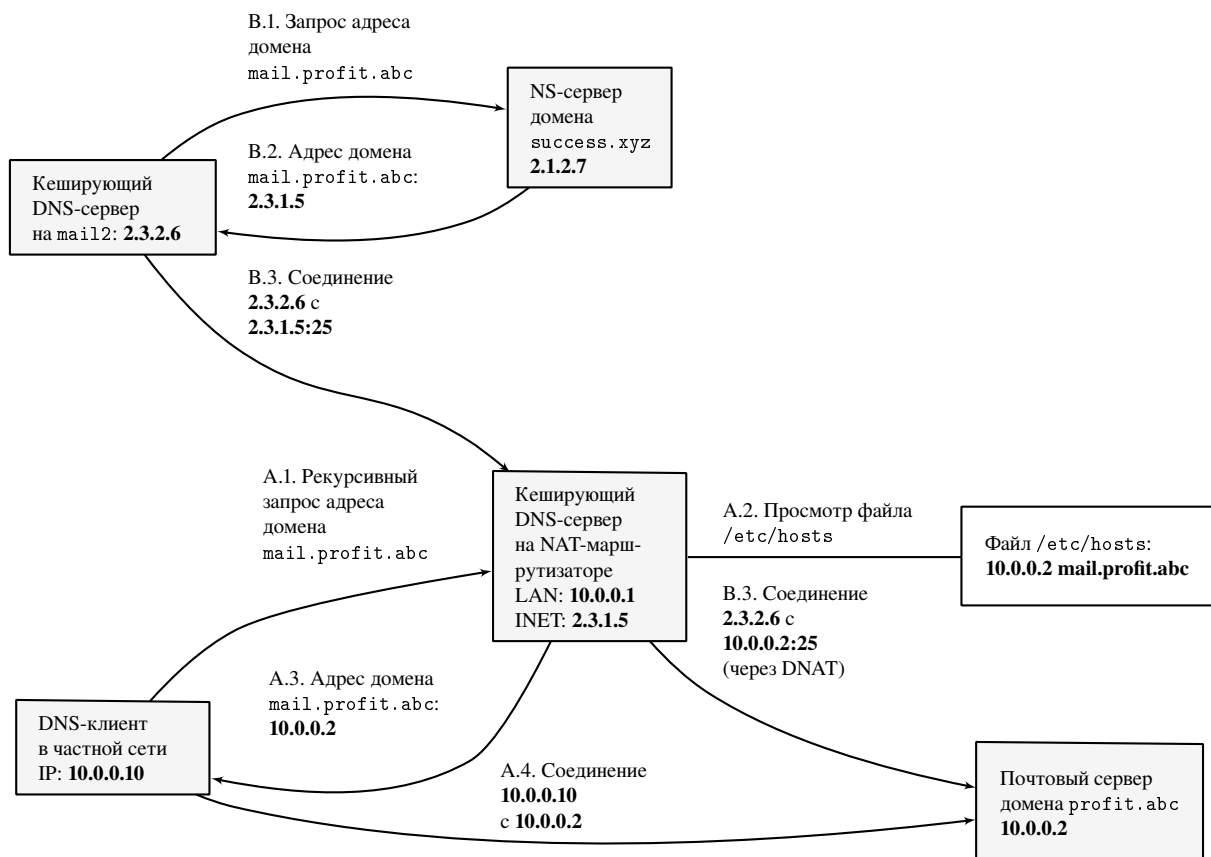 B.1. Запрос адреса
домена
mail.profit.abc
NS-сервер
домена
success.xyz
2.1.2.7
B.2. Адрес домена
mail.profit.abc:
2.3.1.5
Кеширующий
DNS-сервер
на mail2: 2.3.2.6
B.3. Соединение
2.3.2.6 с
2.3.1.5:25
A.1. Рекурсивный
запрос адреса
домена
mail.profit.abc
Кеширующий
DNS-сервер
на NAT-марш-
рутизаторе
LAN: 10.0.0.1
INET: 2.3.1.5
A.2. Просмотр файла
/etc/hosts
Файл /etc/hosts:
10.0.0.2 mail.profit.abc
B.3. Соединение
2.3.2.6 с
10.0.0.2:25
(через DNAT)
A.3. Адрес домена
mail.profit.abc:
10.0.0.2
DNS-клиент
в частной сети
IP: 10.0.0.10
A.4. Соединение
10.0.0.10
с 10.0.0.2
Почтовый сервер
домена profit.abc
10.0.0.2